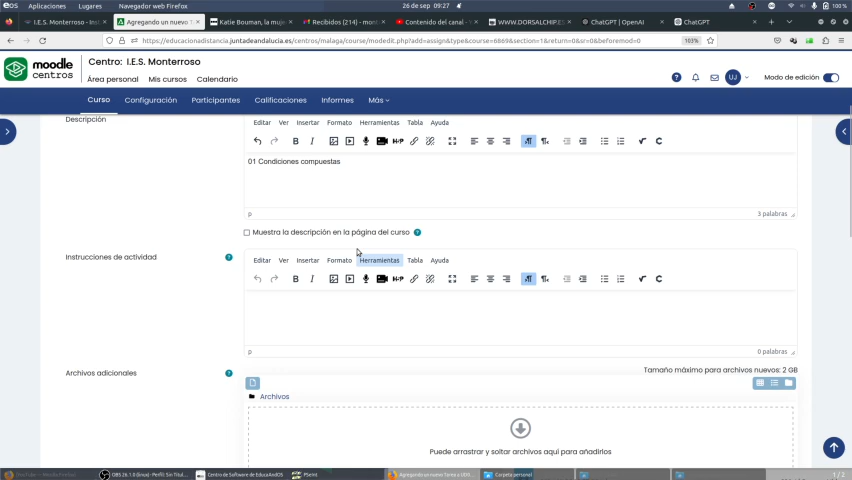 Aplicaciones Lugares Navegador web Firefox 26 de sep 09:27 100 %
I.E.S. Monterroso - Inst Agregando un nuevo T Katie Bouman, la muje Recibidos (214) - mont Contenido del canal - WWW.DORSALCHIP. ChatGPT | OpenAI ChatGPT
https://educacionadistancia.juntadeandalucia.es/centros/malaga/course/modedit.php?add=assign&type&course=6869&section=1&return=0&sr=0&beforemod=0 103%
moodle centros
Centro: I.E.S. Monterroso
Área personal Mis cursos Calendario
UJ Modo de edición
Curso Configuración Participantes Calificaciones Informes Más
Descripción
Editar Ver Insertar Formato Herramientas Tabla Ayuda
B I H-P
01 Condiciones compuestas
p 3 palabras
Muestra la descripción en la página del curso
Instrucciones de actividad
Editar Ver Insertar Formato Herramientas Tabla Ayuda
B I H-P
p 0 palabras
Tamaño máximo para archivos nuevos: 2 GB
Archivos adicionales
Archivos
Puede arrastrar y soltar archivos aquí para añadirlos
OBS 26.1.0 (Linux) - Perfil: Sin Títul... Centro de Software de EducaAndOS PSeInt Agregando un nuevo Tarea a UD1... Carpeta personal 1 / 2